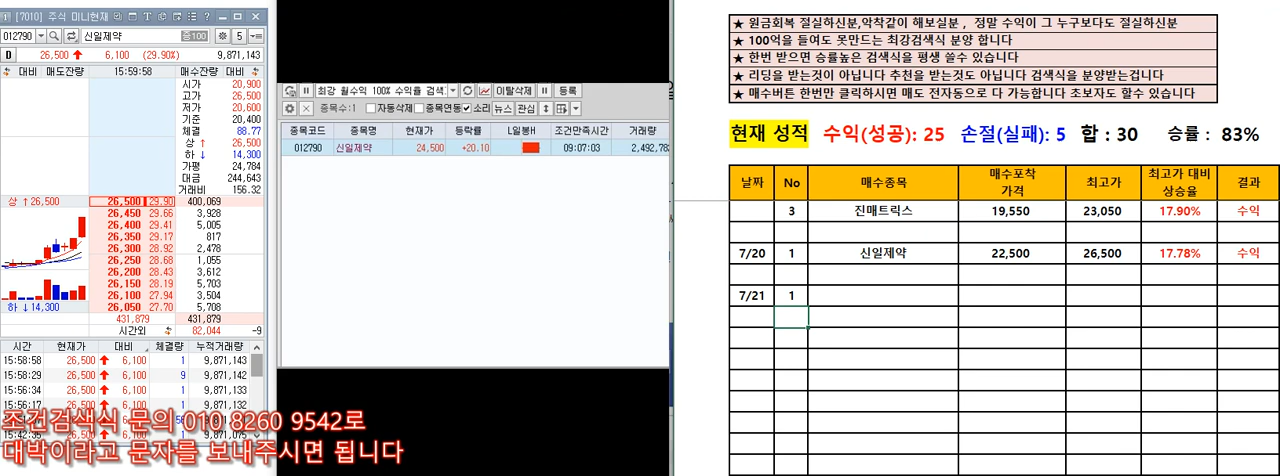 [7010] 주식 미니현재
012790 신일제약 증100 5
D 26,500 6,100 (29.90%) 9,871,143
대비 매도잔량 15:59:58 매수잔량 대비
시가 20,900
고가 26,500
저가 20,600
기준 20,400
체결 88.77
상 ↑ 26,500
하 ↓ 14,300
가평 24,784
대금 244,643
거래비 156.32
상 ↑26,500 26,500 29.90 400,069
26,450 29.66 3,928
26,400 29.41 5,005
26,350 29.17 817
26,300 28.92 2,478
26,250 28.68 1,055
26,200 28.43 3,612
26,150 28.19 5,703
26,100 27.94 3,504
하 ↓14,300 26,050 27.70 5,708
431,879 431,879
시간외 82,044 -9
시간 현재가 대비 체결량 누적거래량
15:58:58 26,500 6,100 1 9,871,143
15:58:29 26,500 6,100 9 9,871,142
15:56:34 26,500 6,100 1 9,871,133
15:56:17 26,500 6,100 1 9,871,132
15:42:35 26,500 6,100 1 9,871,075
조건검색식 문의 010 8260 9542로
대박이라고 문자를 보내주시면 됩니다
최강 월수익 100% 수익률 검색 이탈삭제 등록
종목수:1 자동삭제 종목연동 소리 뉴스 관심
종목코드 종목명 현재가 등락률 L일봉H 조건만족시간 거래량
012790 신일제약 24,500 +20.10 09:07:03 2,492,78
★ 원금회복 절실하신분,악착같이 해보실분 , 정말 수익이 그 누구보다도 절실하신분
★ 100억을 들여도 못만드는 최강검색식 분양 합니다
★ 한번 받으면 승률높은 검색식을 평생 쓸수 있습니다
★ 리딩을 받는것이 아닙니다 추천을 받는것도 아닙니다 검색식을 분양받는겁니다
★ 매수버튼 한번만 클릭하시면 매도 전자동으로 다 가능합니다 초보자도 할수 있습니다
현재 성적 수익(성공): 25 손절(실패): 5 합 : 30 승률 : 83%
날짜 No 매수종목 매수포착 가격 최고가 최고가 대비 상승율 결과
3 진매트릭스 19,550 23,050 17.90% 수익
7/20 1 신일제약 22,500 26,500 17.78% 수익
7/21 1